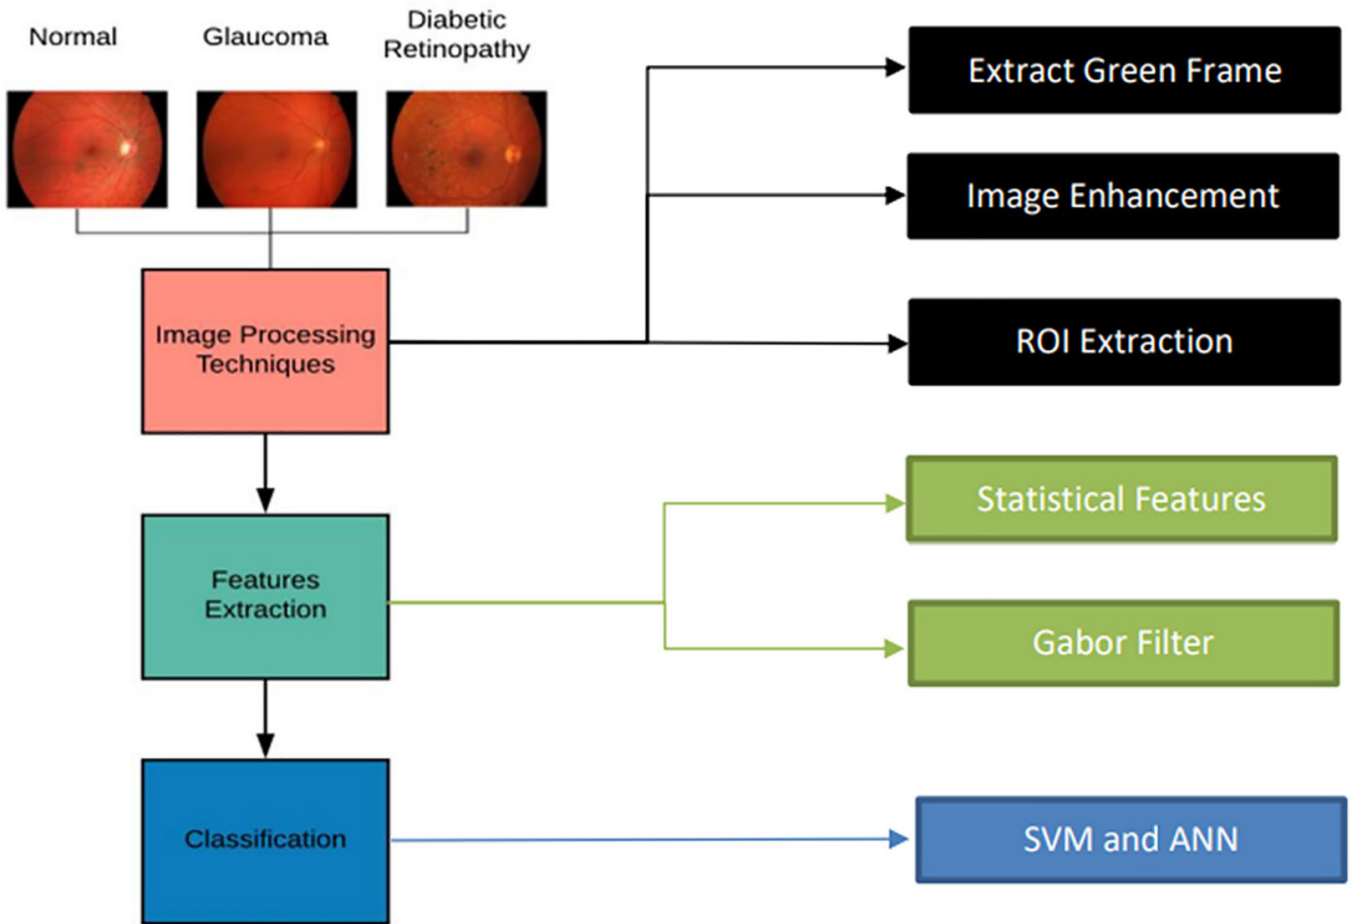 Normal
Glaucoma
Diabetic
Retinopathy
Extract Green Frame
Image Enhancement
Image Processing
Techniques
ROI Extraction
Statistical Features
Features
Extraction
Gabor Filter
Classification
SVM and ANN